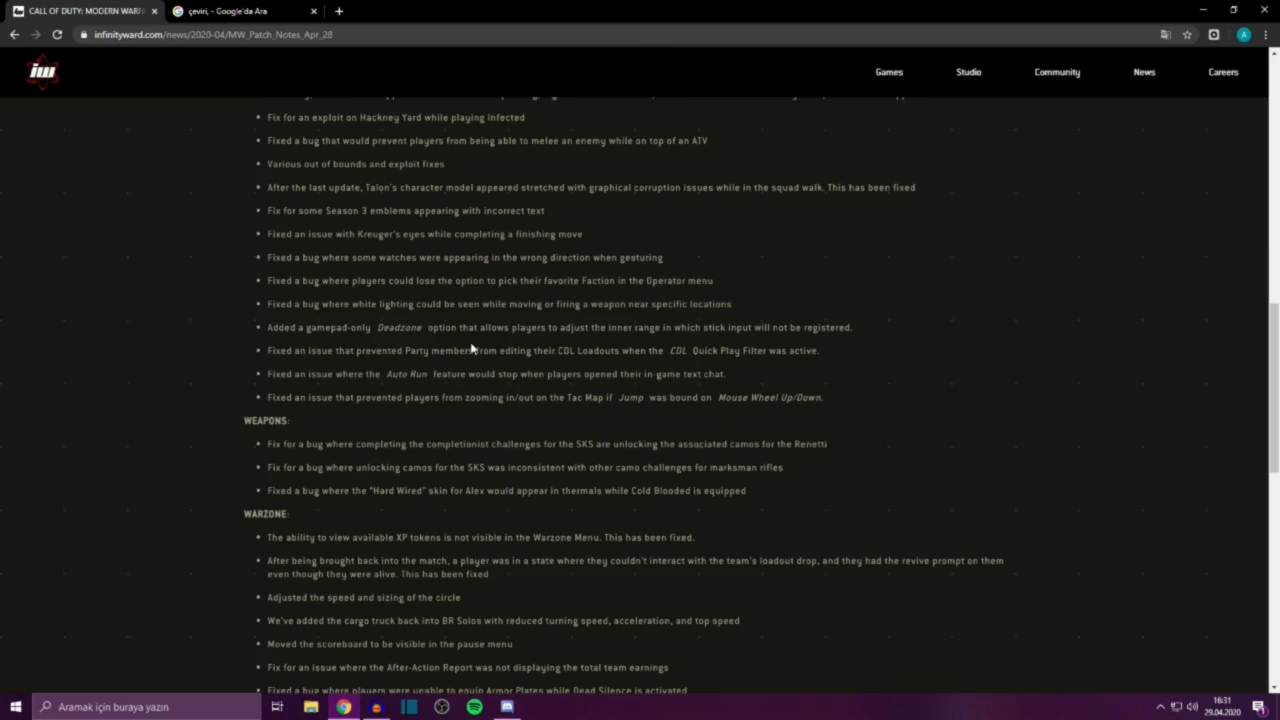 CALL OF DUTY: MODERN WARF
çeviri, - Google'da Ara
infinityward.com/news/2020-04/MW_Patch_Notes_Apr_28
A
iw
Games
Studio
Community
News
Careers
• Fix for an exploit on Hackney Yard while playing Infected
• Fixed a bug that would prevent players from being able to melee an enemy while on top of an ATV
• Various out of bounds and exploit fixes
• After the last update, Talon's character model appeared stretched with graphical corruption issues while in the squad walk. This has been fixed
• Fix for some Season 3 emblems appearing with incorrect text
• Fixed an issue with Kreuger's eyes while completing a finishing move
• Fixed a bug where some watches were appearing in the wrong direction when gesturing
• Fixed a bug where players could lose the option to pick their favorite Faction in the Operator menu
• Fixed a bug where white lighting could be seen while moving or firing a weapon near specific locations
• Added a gamepad-only Deadzone option that allows players to adjust the inner range in which stick input will not be registered.
• Fixed an issue that prevented Party members from editing their CDL Loadouts when the CDL Quick Play Filter was active.
• Fixed an issue where the Auto Run feature would stop when players opened their in-game text chat.
• Fixed an issue that prevented players from zooming in/out on the Tac Map if Jump was bound on Mouse Wheel Up/Down.
WEAPONS:
• Fix for a bug where completing the completionist challenges for the SKS are unlocking the associated camos for the Renetti
• Fix for a bug where unlocking camos for the SKS was inconsistent with other camo challenges for marksman rifles
• Fixed a bug where the "Hard Wired" skin for Alex would appear in thermals while Cold Blooded is equipped
WARZONE:
• The ability to view available XP tokens is not visible in the Warzone Menu. This has been fixed.
• After being brought back into the match, a player was in a state where they couldn't interact with the team's loadout drop, and they had the revive prompt on them
even though they were alive. This has been fixed
• Adjusted the speed and sizing of the circle
• We've added the cargo truck back into BR Solos with reduced turning speed, acceleration, and top speed
• Moved the scoreboard to be visible in the pause menu
• Fix for an issue where the After-Action Report was not displaying the total team earnings
• Fixed a bug where players were unable to equip Armor Plates while Dead Silence is activated
Aramak için buraya yazın
16:31
29.04.2020
1